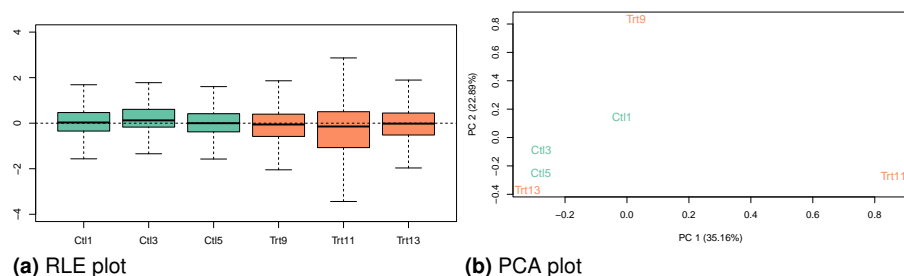 4
2
0
−2
−4
Ctl1 Ctl3 Ctl5 Trt9 Trt11 Trt13
(a) RLE plot
PC 2 (22.89%)
0.8
0.6
0.4
0.2
0.0
−0.2
−0.4
Trt9
Ctl1
Ctl3
Ctl5
Trt13
Trt11
−0.2 0.0 0.2 0.4 0.6 0.8
PC 1 (35.16%)
(b) PCA plot